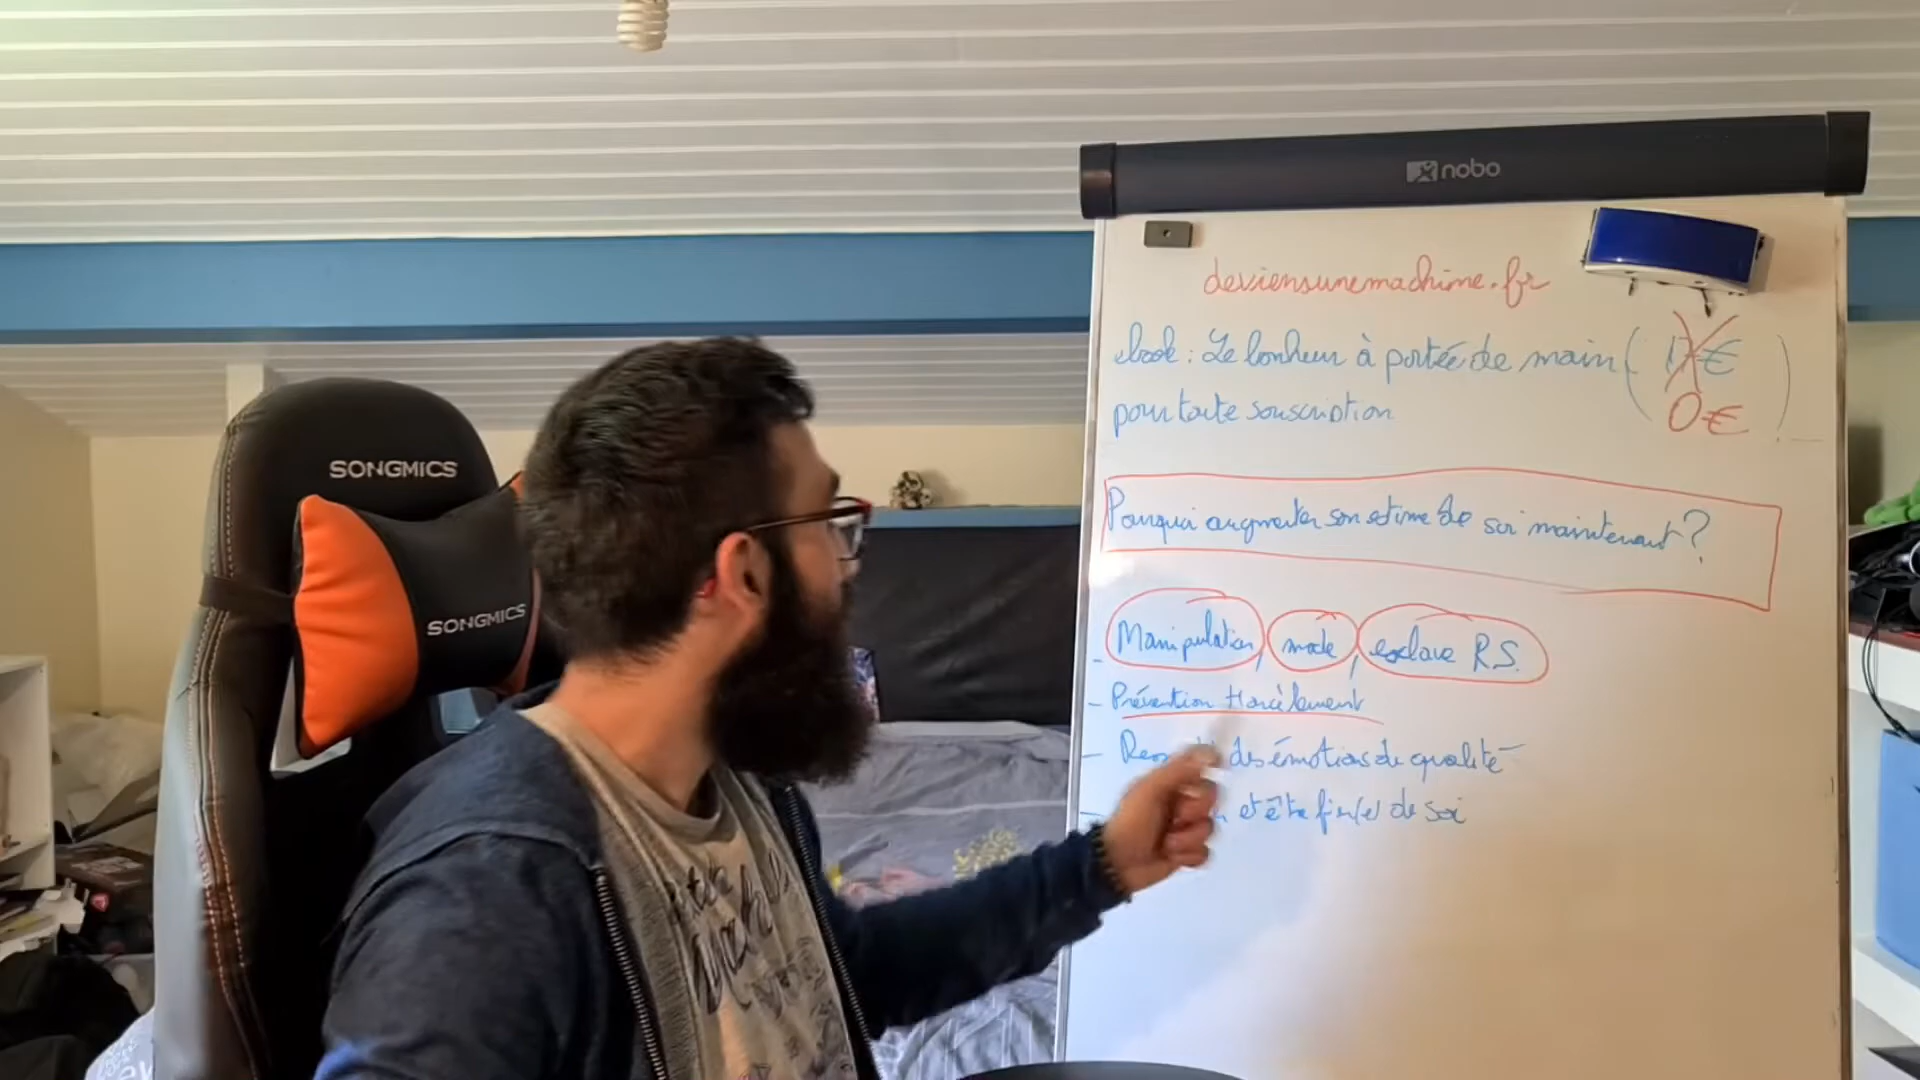 nobo
deviensunemachine.fr
ebook : Le bonheur à portée de main ( 17€ )
pour toute souscription 0€
Pourquoi augmenter son estime de soi maintenant ?
- Manipulation, mode, esclave R.S.
- Prévention Harcèlement
- des émotions de qualité
- et être fier/e de soi
SONGMICS
SONGMICS